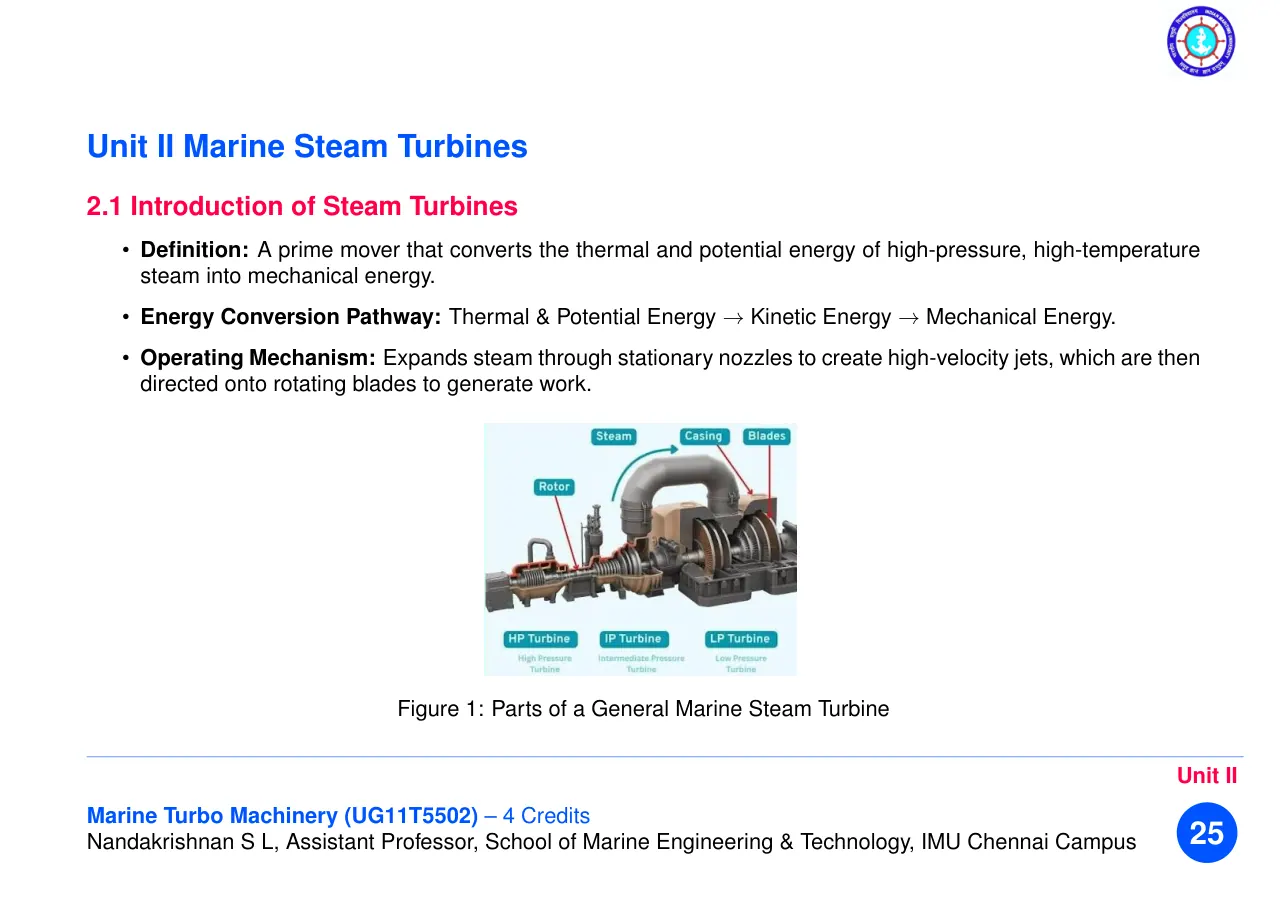 Unit II Marine Steam Turbines
2.1 Introduction of Steam Turbines
• Definition: A prime mover that converts the thermal and potential energy of high-pressure, high-temperature
steam into mechanical energy.
• Energy Conversion Pathway: Thermal & Potential Energy → Kinetic Energy → Mechanical Energy.
• Operating Mechanism: Expands steam through stationary nozzles to create high-velocity jets, which are then
directed onto rotating blades to generate work.
Steam
Casing
Blades
Rotor
HP Turbine
IP Turbine
LP Turbine
High Pressure
Turbine
Intermediate Pressure
Turbine
Low Pressure
Turbine
Figure 1: Parts of a General Marine Steam Turbine
Unit II
Marine Turbo Machinery (UG11T5502) – 4 Credits
Nandakrishnan S L, Assistant Professor, School of Marine Engineering & Technology, IMU Chennai Campus
25